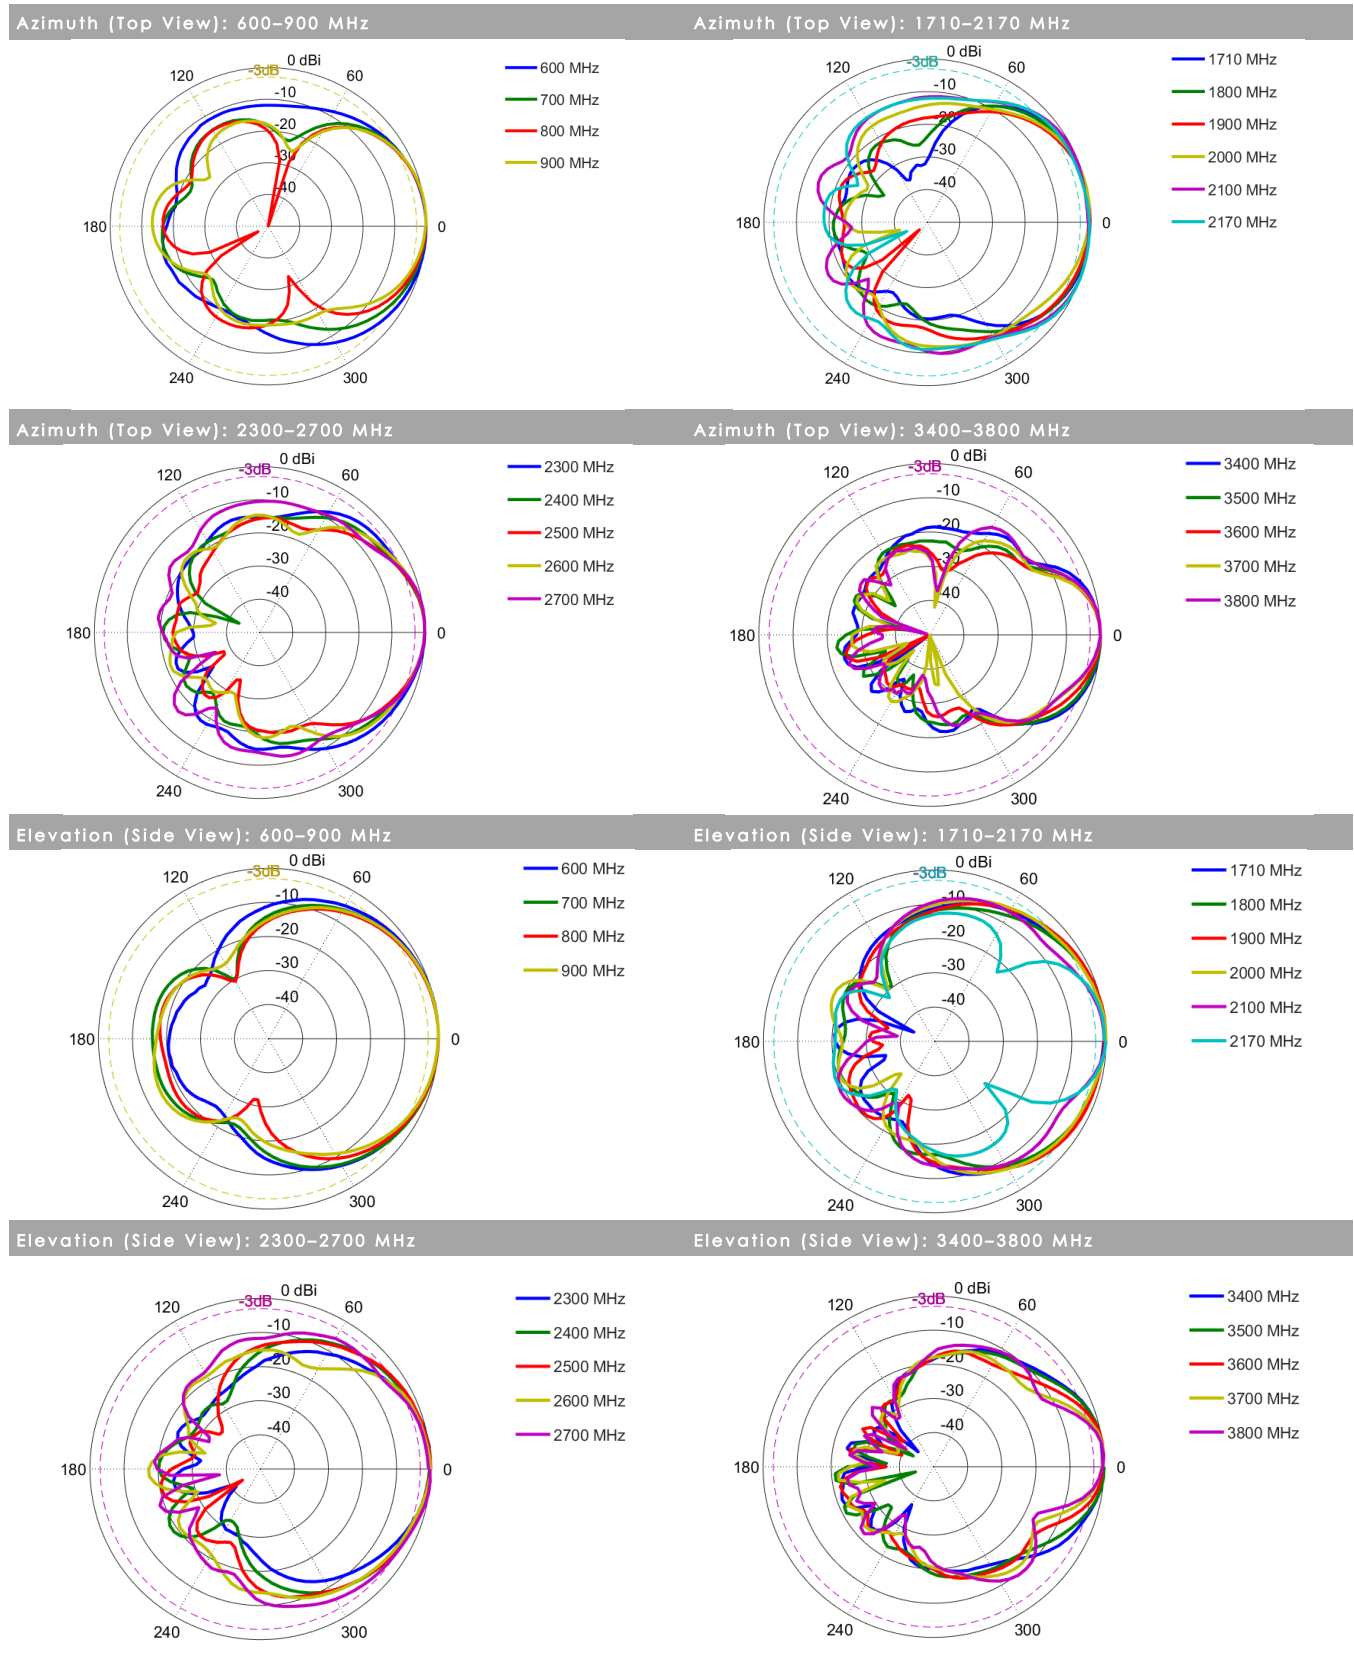 Azimuth (Top View): 600–900 MHz
0 dBi
-3dB
120
60
-10
-20
-30
-40
180
0
240
300
600 MHz
700 MHz
800 MHz
900 MHz
Azimuth (Top View): 1710–2170 MHz
0 dBi
-3dB
120
60
-10
-20
-30
-40
180
0
240
300
1710 MHz
1800 MHz
1900 MHz
2000 MHz
2100 MHz
2170 MHz
Azimuth (Top View): 2300–2700 MHz
0 dBi
-3dB
120
60
-10
-20
-30
-40
180
0
240
300
2300 MHz
2400 MHz
2500 MHz
2600 MHz
2700 MHz
Azimuth (Top View): 3400–3800 MHz
0 dBi
-3dB
120
60
-10
-20
-30
40
180
0
240
300
3400 MHz
3500 MHz
3600 MHz
3700 MHz
3800 MHz
Elevation (Side View): 600–900 MHz
0 dBi
-3dB
120
60
-10
-20
-30
-40
180
0
240
300
600 MHz
700 MHz
800 MHz
900 MHz
Elevation (Side View): 1710–2170 MHz
0 dBi
-3dB
120
60
-10
-20
-30
-40
180
0
240
300
1710 MHz
1800 MHz
1900 MHz
2000 MHz
2100 MHz
2170 MHz
Elevation (Side View): 2300–2700 MHz
0 dBi
-3dB
120
60
-10
20
-30
-40
180
0
240
300
2300 MHz
2400 MHz
2500 MHz
2600 MHz
2700 MHz
Elevation (Side View): 3400–3800 MHz
0 dBi
-3dB
120
60
-10
-20
-30
-40
180
0
240
300
3400 MHz
3500 MHz
3600 MHz
3700 MHz
3800 MHz